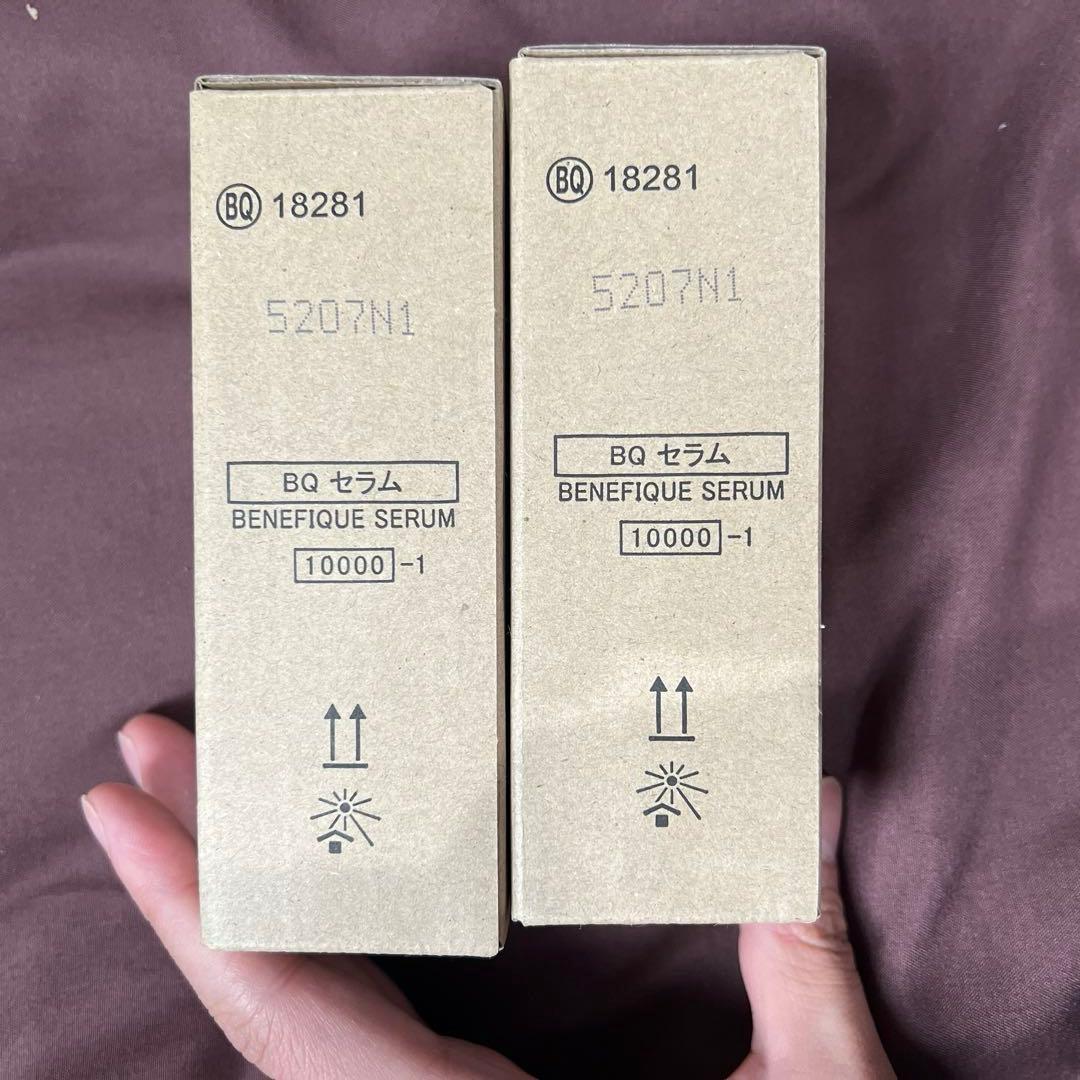 BQ 18281
5207N1
BQ セラム
BENEFIQUE SERUM
10000 -1
BQ 18281
5207N1
BQ セラム
BENEFIQUE SERUM
10000 -1